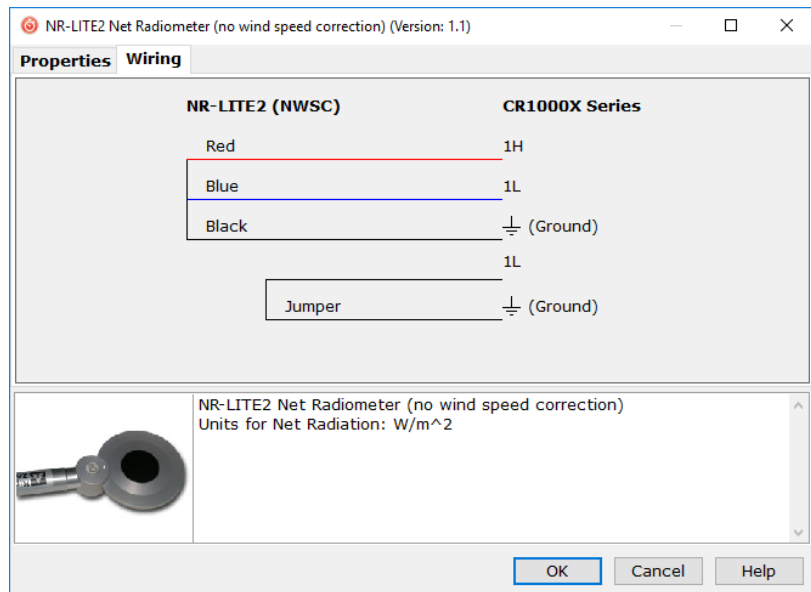 NR-LITE2 Net Radiometer (no wind speed correction) (Version: 1.1)
Properties Wiring
NR-LITE2 (NWSC) CR1000X Series
Red 1H
Blue 1L
Black (Ground)
1L
Jumper (Ground)
NR-LITE2 Net Radiometer (no wind speed correction)
Units for Net Radiation: W/m^2
OK Cancel Help